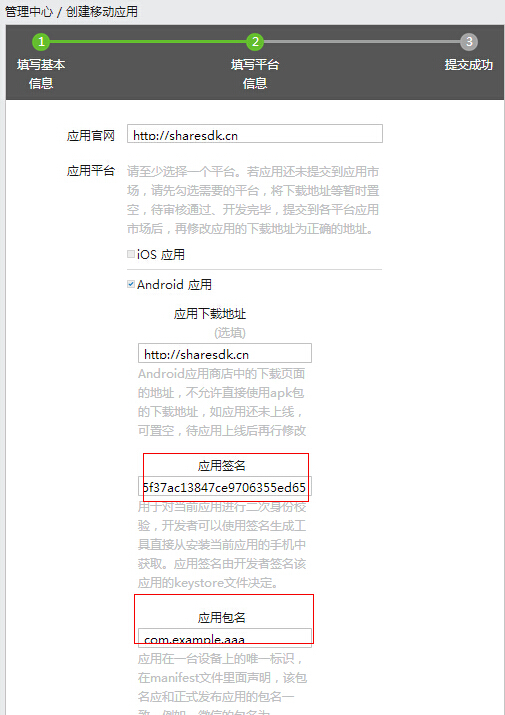 管理中心 / 创建移动应用
1
2
3
填写基本
信息
填写平台
信息
提交成功
应用官网
http://sharesdk.cn
应用平台
请至少选择一个平台。若应用还未提交到应用市
场，请先勾选需要的平台，将下载地址等暂时置
空，待审核通过、开发完毕，提交到各平台应用
市场后，再修改应用的下载地址为正确的地址。
iOS 应用
Android 应用
应用下载地址
(选填)
http://sharesdk.cn
Android应用商店中的下载页面
的地址，不允许直接使用apk包
的下载地址，如应用还未上线，
可置空，待应用上线后再行修改
应用签名
5f37ac13847ce9706355ed65
用于对当前应用进行二次身份校
验，开发者可以使用签名生成工
具直接从安装当前应用的手机中
获取。应用签名由开发者签名该
应用的keystore文件决定。
应用包名
com.example.aaa
应用在一台设备上的唯一标识，
在manifest文件里面声明，该包
名应和正式发布应用的包名一
致。例如，微信的包名为